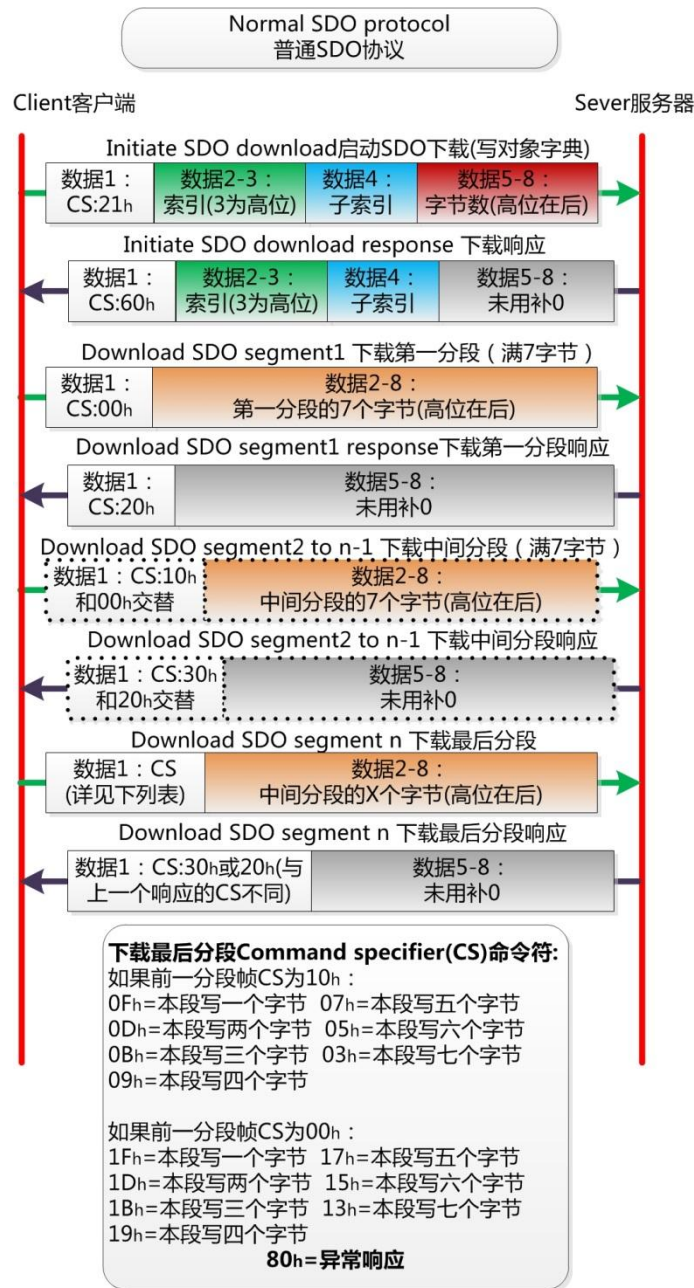 Normal SDO protocol
普通SDO协议
Client客户端
Sever服务器
Initiate SDO download启动SDO下载(写对象字典)
数据1：
CS:21h
数据2-3：
索引(3为高位)
数据4：
子索引
数据5-8：
字节数(高位在后)
Initiate SDO download response 下载响应
数据1：
CS:60h
数据2-3：
索引(3为高位)
数据4：
子索引
数据5-8：
未用补0
Download SDO segment1 下载第一分段（满7字节）
数据1：
CS:00h
数据2-8：
第一分段的7个字节(高位在后)
Download SDO segment1 response下载第一分段响应
数据1：
CS:20h
数据5-8：
未用补0
Download SDO segment2 to n-1 下载中间分段（满7字节）
数据1：CS:10h
和00h交替
数据2-8：
中间分段的7个字节(高位在后)
Download SDO segment2 to n-1 下载中间分段响应
数据1：CS:30h
和20h交替
数据5-8：
未用补0
Download SDO segment n 下载最后分段
数据1：CS
(详见下列表)
数据2-8：
中间分段的X个字节(高位在后)
Download SDO segment n 下载最后分段响应
数据1：CS:30h或20h(与
上一个响应的CS不同)
数据5-8：
未用补0
下载最后分段Command specifier(CS)命令符:
如果前一分段帧CS为10h：
0Fh=本段写一个字节 07h=本段写五个字节
0Dh=本段写两个字节 05h=本段写六个字节
0Bh=本段写三个字节 03h=本段写七个字节
09h=本段写四个字节
如果前一分段帧CS为00h：
1Fh=本段写一个字节 17h=本段写五个字节
1Dh=本段写两个字节 15h=本段写六个字节
1Bh=本段写三个字节 13h=本段写七个字节
19h=本段写四个字节
80h=异常响应